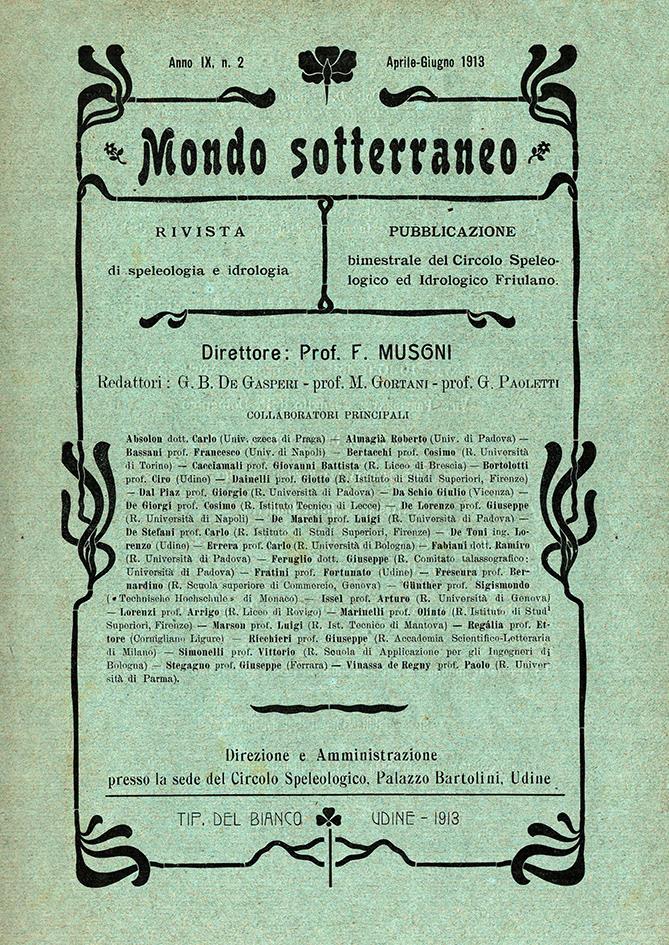 Anno IX, n. 2
Aprile-Giugno 1913
Mondo sotterraneo
RIVISTA
di speleologia e idrologia
PUBBLICAZIONE
bimestrale del Circolo Speleo-
logico ed Idrologico Friulano.
Direttore: Prof. F. MUSONI
Redattori: G. B. DE GASPERI - prof. M. GORTANI - prof. G. PAOLETTI
COLLABORATORI PRINCIPALI
Absolon dott. Carlo (Univ. czeca di Praga) — Almagià Roberto (Univ. di Padova) —
Bassani prof. Francesco (Univ. di Napoli) — Bertacchi prof. Cosimo (R. Università
di Torino) — Cacciamali prof. Giovanni Battista (R. Liceo di Brescia) — Bortolotti
prof. Ciro (Udine) — Dainelli prof. Giotto (R. Istituto di Studi Superiori, Firenze)
— Dal Piaz prof. Giorgio (R. Università di Padova) — Da Schio Giulio (Vicenza) —
De Giorgi prof. Cosimo (R. Istituto Tecnico di Lecce) — De Lorenzo prof. Giuseppe
(R. Università di Napoli) — De Marchi prof. Luigi (R. Università di Padova) —
De Stefani prof. Carlo (R. Istituto di Studi Superiori, Firenze) — De Toni ing. Lo-
renzo (Udine) — Errera prof. Carlo (R. Università di Bologna) — Fabiani dott. Ramiro
(R. Università di Padova) — Feruglio dott. Giuseppe (R. Comitato talassografico:
Università di Padova) — Fratini prof. Fortunato (Udine) — Frescura prof. Ber-
nardino (R. Scuola superiore di Commercio, Genova) — Günther prof. Sigismondo
(«Technische Hochschule» di Monaco) — Issel prof. Arturo (R. Università di Genova)
— Lorenzi prof. Arrigo (R. Liceo di Rovigo) — Marinelli prof. Olinto (R. Istituto di Studi
Superiori, Firenze) — Marson prof. Luigi (R. Ist. Tecnico di Mantova) — Regália prof. Et-
tore (Cornigliano Ligure) — Ricchieri prof. Giuseppe (R. Accademia Scientifico-Letteraria
di Milano) — Simonelli prof. Vittorio (R. Scuola di Applicazione per gli Ingegneri di
Bologna) — Stegagno prof. Giuseppe (Ferrara) — Vinassa de Regny prof. Paolo (R. Univer-
sità di Parma).
Direzione e Amministrazione
presso la sede del Circolo Speleologico, Palazzo Bartolini, Udine
TIP. DEL BIANCO UDINE - 1913